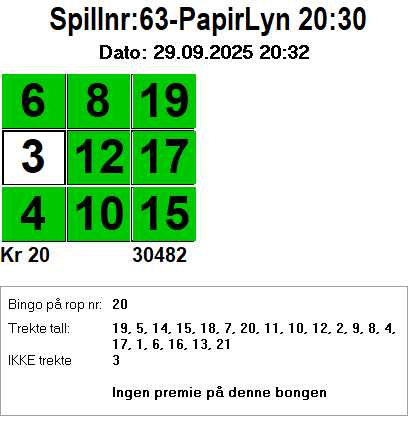 Spillnr:63-PapirLyn 20:30
Dato: 29.09.2025 20:32
6 8 19
3 12 17
4 10 15
Kr 20 30482
Bingo på rop nr: 20
Trekte tall: 19, 5, 14, 15, 18, 7, 20, 11, 10, 12, 2, 9, 8, 4,
17, 1, 6, 16, 13, 21
IKKE trekte 3
Ingen premie på denne bongen